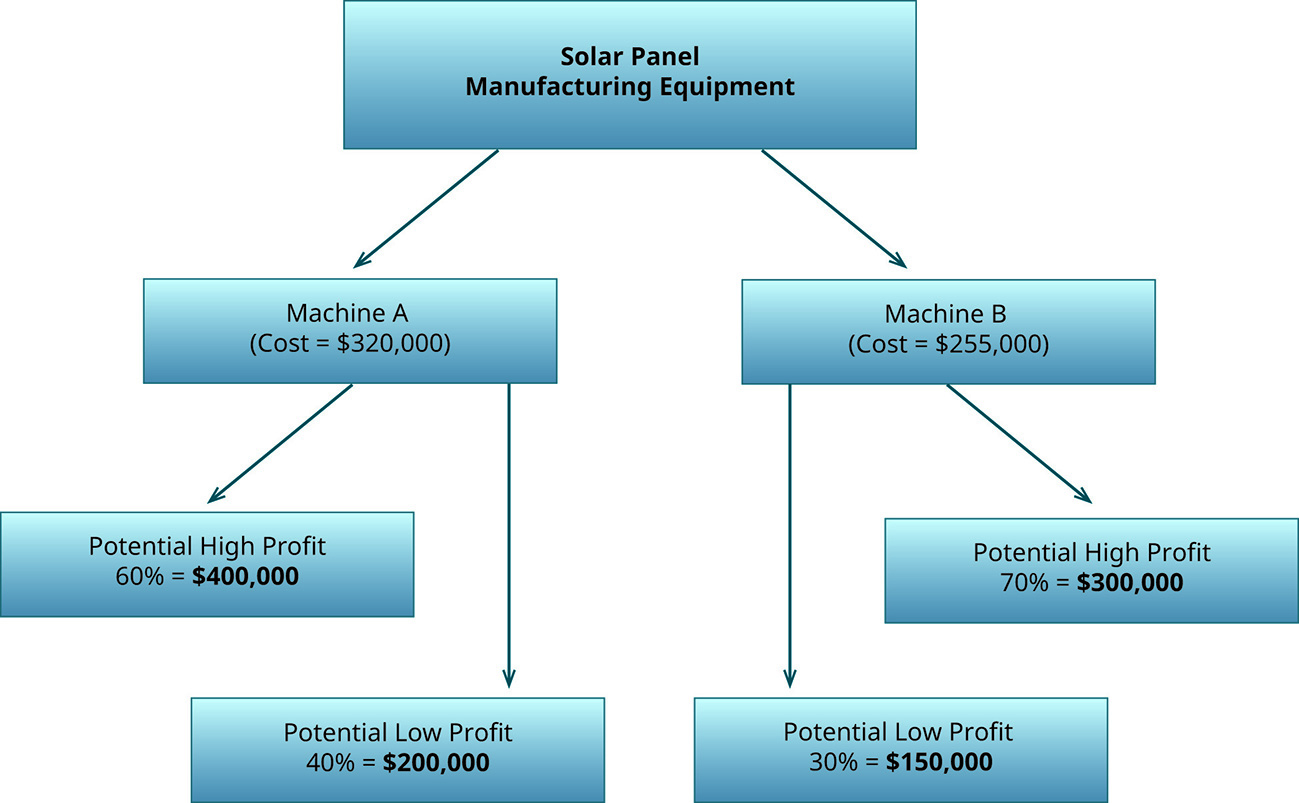 Solar Panel
Manufacturing Equipment
Machine A
(Cost = $320,000)
Machine B
(Cost = $255,000)
Potential High Profit
60% = $400,000
Potential High Profit
70% = $300,000
Potential Low Profit
40% = $200,000
Potential Low Profit
30% = $150,000